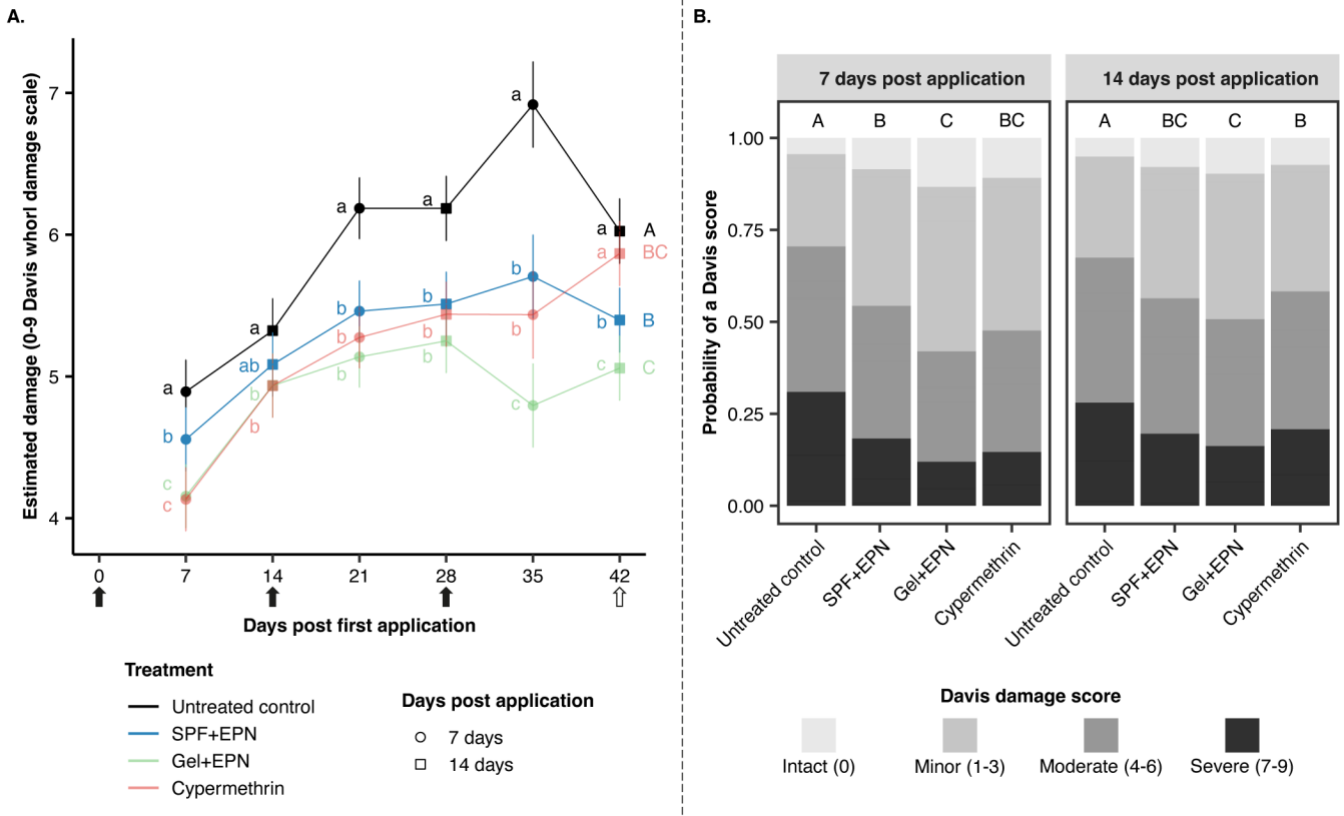 A.
Estimated damage (0-9 Davis whorl damage scale)
7
6
5
4
a
a
a
a
a
a
A
a
BC
b
ab
b
b
b
b
B
c
b
b
b
c
c
C
c
b
b
b
b
0
7
14
21
28
35
42
Days post first application
Treatment
Untreated control
SPF+EPN
Gel+EPN
Cypermethrin
Days post application
7 days
14 days
B.
7 days post application
14 days post application
Probability of a Davis score
1.00
0.75
0.50
0.25
0.00
A
B
C
BC
A
BC
C
B
Untreated control
SPF+EPN
Gel+EPN
Cypermethrin
Untreated control
SPF+EPN
Gel+EPN
Cypermethrin
Davis damage score
Intact (0)
Minor (1-3)
Moderate (4-6)
Severe (7-9)